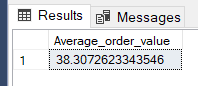 Results Messages
Average_order_value
1 38.3072623343546